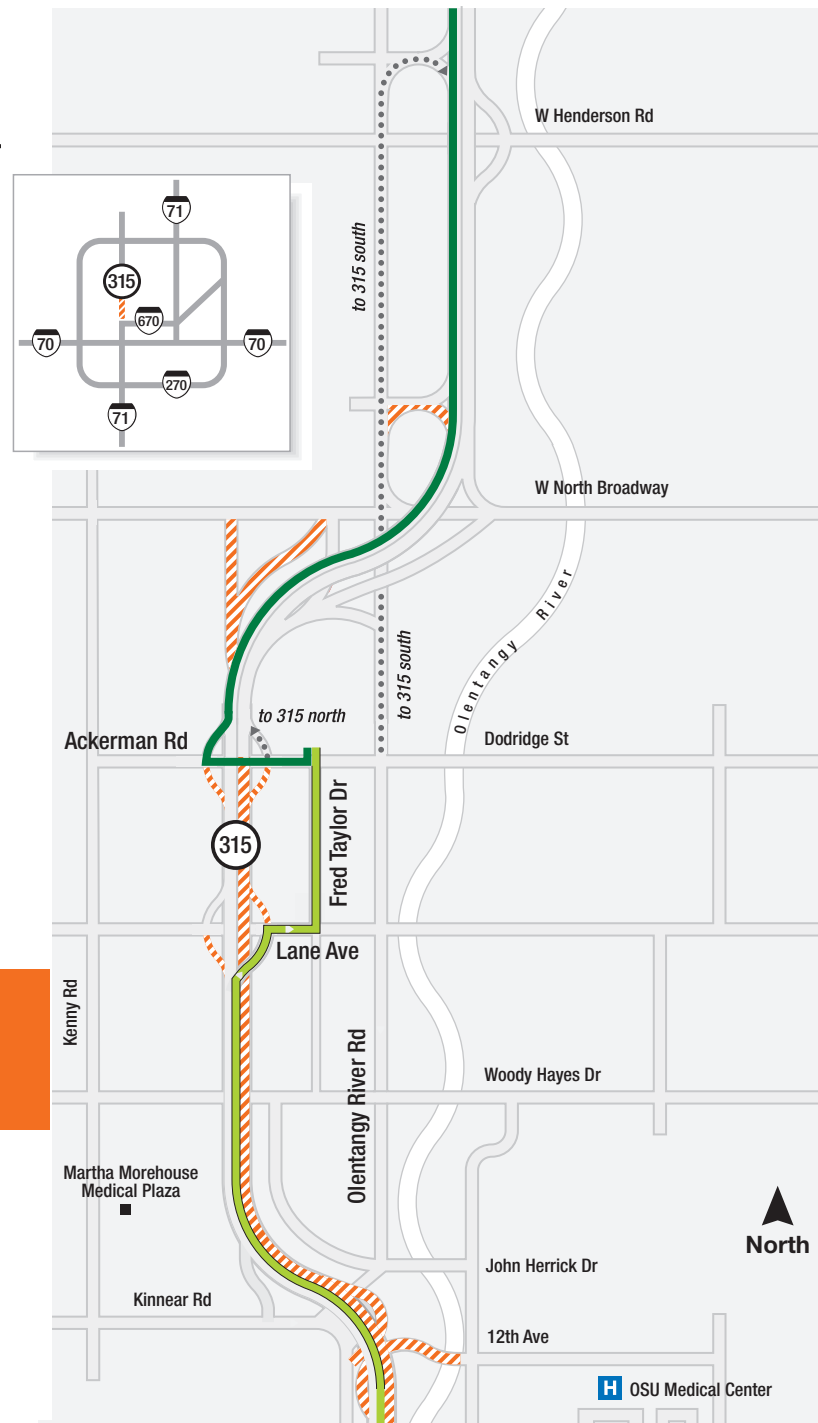 W Henderson Rd
71
315
670
70
70
270
71
to 315 south
W North Broadway
Olentangy River
to 315 south
to 315 north
Ackerman Rd
Dodridge St
315
Fred Taylor Dr
Lane Ave
Kenny Rd
Olentangy River Rd
Woody Hayes Dr
Martha Morehouse
Medical Plaza
North
John Herrick Dr
Kinnear Rd
12th Ave
H OSU Medical Center